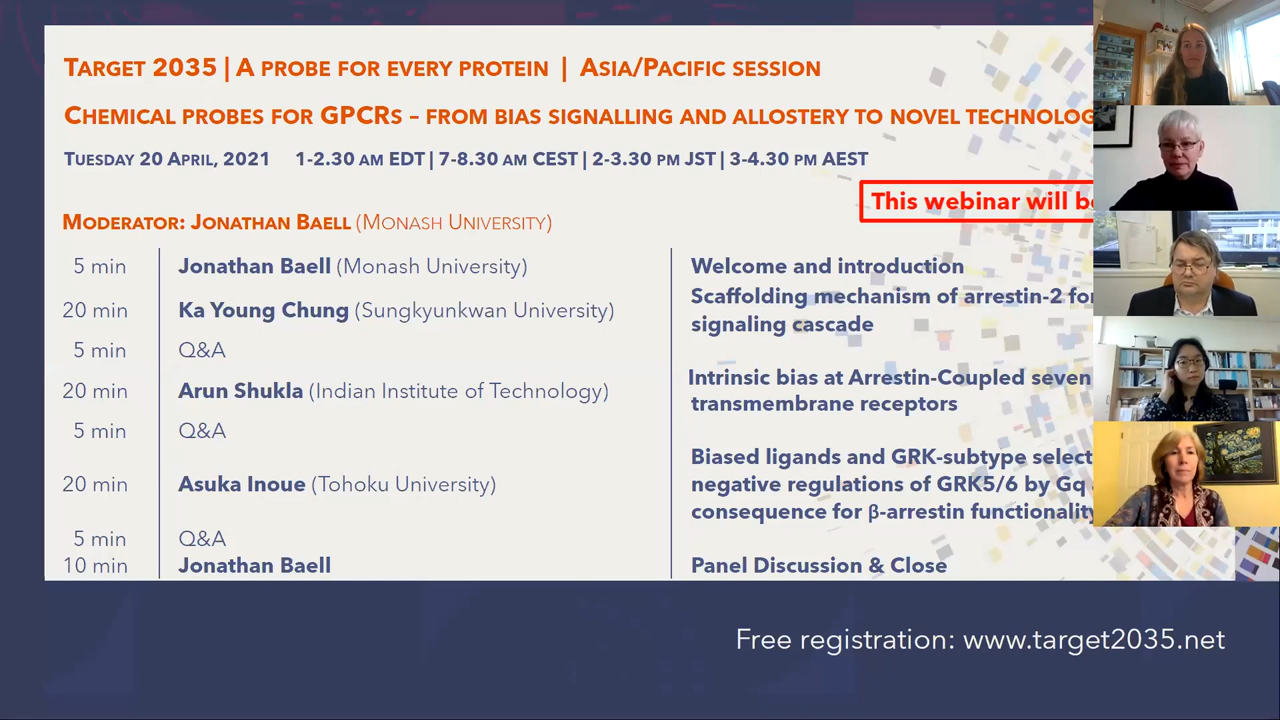 TARGET 2035 | A PROBE FOR EVERY PROTEIN | ASIA/PACIFIC SESSION
CHEMICAL PROBES FOR GPCRS – FROM BIAS SIGNALLING AND ALLOSTERY TO NOVEL TECHNOLOG
TUESDAY 20 APRIL, 2021 1-2.30 AM EDT | 7-8.30 AM CEST | 2-3.30 PM JST | 3-4.30 PM AEST
This webinar will be
MODERATOR: JONATHAN BAELL (MONASH UNIVERSITY)
5 min Jonathan Baell (Monash University) Welcome and introduction
20 min Ka Young Chung (Sungkyunkwan University) Scaffolding mechanism of arrestin-2 for
signaling cascade
5 min Q&A
20 min Arun Shukla (Indian Institute of Technology) Intrinsic bias at Arrestin-Coupled seven
transmembrane receptors
5 min Q&A
Biased ligands and GRK-subtype select
20 min Asuka Inoue (Tohoku University) negative regulations of GRK5/6 by Gq
consequence for β-arrestin functionality
5 min Q&A
10 min Jonathan Baell Panel Discussion & Close
Free registration: www.target2035.net